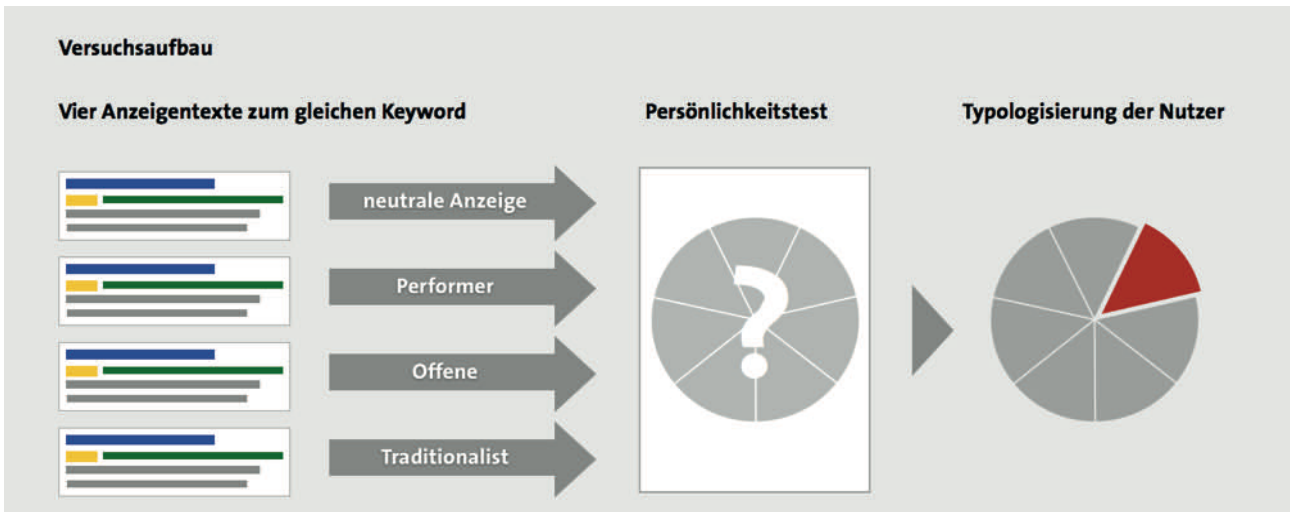 Versuchsaufbau
Vier Anzeigentexte zum gleichen Keyword
Persönlichkeitstest
Typologisierung der Nutzer
neutrale Anzeige
Performer
Offene
Traditionalist
?